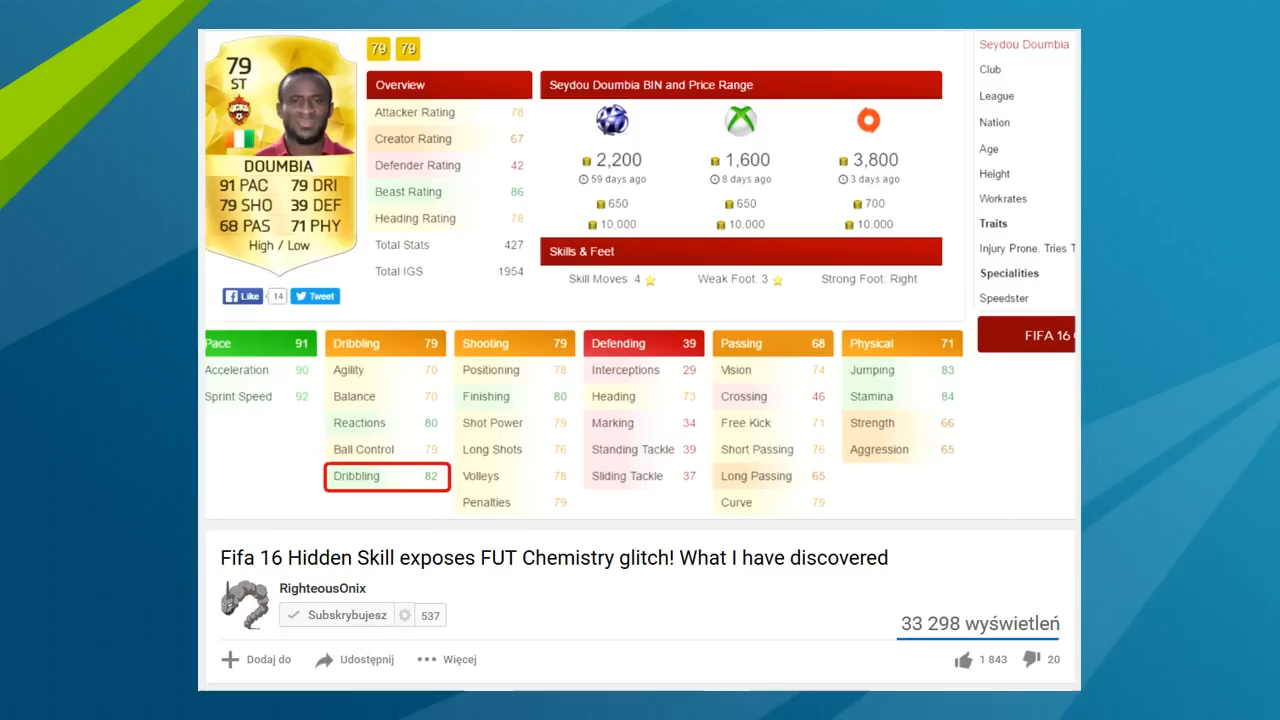 79
ST
DOUMBIA
91 PAC 79 DRI
79 SHO 39 DEF
68 PAS 71 PHY
High / Low
Like 14 Tweet
79 79
Overview
Attacker Rating 78
Creator Rating 67
Defender Rating 42
Beast Rating 86
Heading Rating 78
Total Stats 427
Total IGS 1954
Seydou Doumbia BIN and Price Range
2,200 1,600 3,800
59 days ago 8 days ago 3 days ago
650 650 700
10,000 10,000 10,000
Skills & Feet
Skill Moves. 4 Weak Foot. 3 Strong Foot. Right
Seydou Doumbia
Club
League
Nation
Age
Height
Workrates
Traits
Injury Prone. Tries T
Specialities
Speedster
FIFA 16
Pace 91
Acceleration 90
Sprint Speed 92
Dribbling 79
Agility 70
Balance 70
Reactions 80
Ball Control 79
Dribbling 82
Shooting 79
Positioning 78
Finishing 80
Shot Power 79
Long Shots 76
Volleys 78
Penalties 79
Defending 39
Interceptions 29
Heading 73
Marking 34
Standing Tackle 39
Sliding Tackle 37
Passing 68
Vision 74
Crossing 46
Free Kick 71
Short Passing 76
Long Passing 65
Curve 79
Physical 71
Jumping 83
Stamina 84
Strength 66
Aggression 65
Fifa 16 Hidden Skill exposes FUT Chemistry glitch! What I have discovered
RighteousOnix
Subskrybujesz 537
33 298 wyświetleń
Dodaj do Udostępnij Więcej
1 843 20